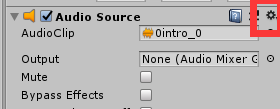 Audio Source
AudioClip 0intro_0
Output None (Audio Mixer G
Mute
Bypass Effects